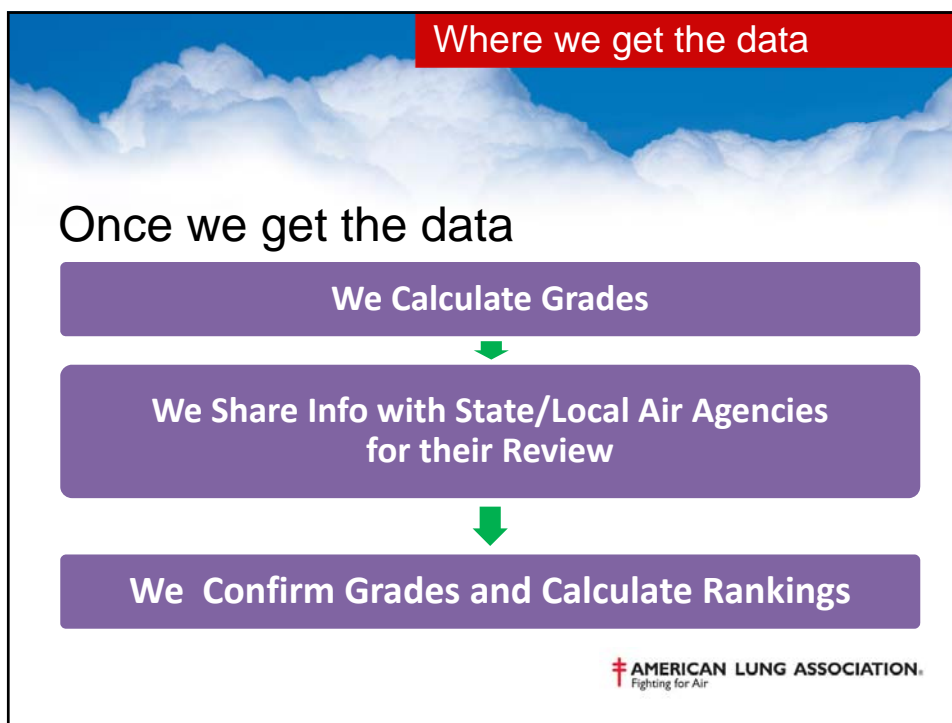 Where we get the data
Once we get the data
We Calculate Grades
We Share Info with State/Local Air Agencies
for their Review
We  Confirm Grades and Calculate Rankings
AMERICAN LUNG ASSOCIATION®
Fighting for Air